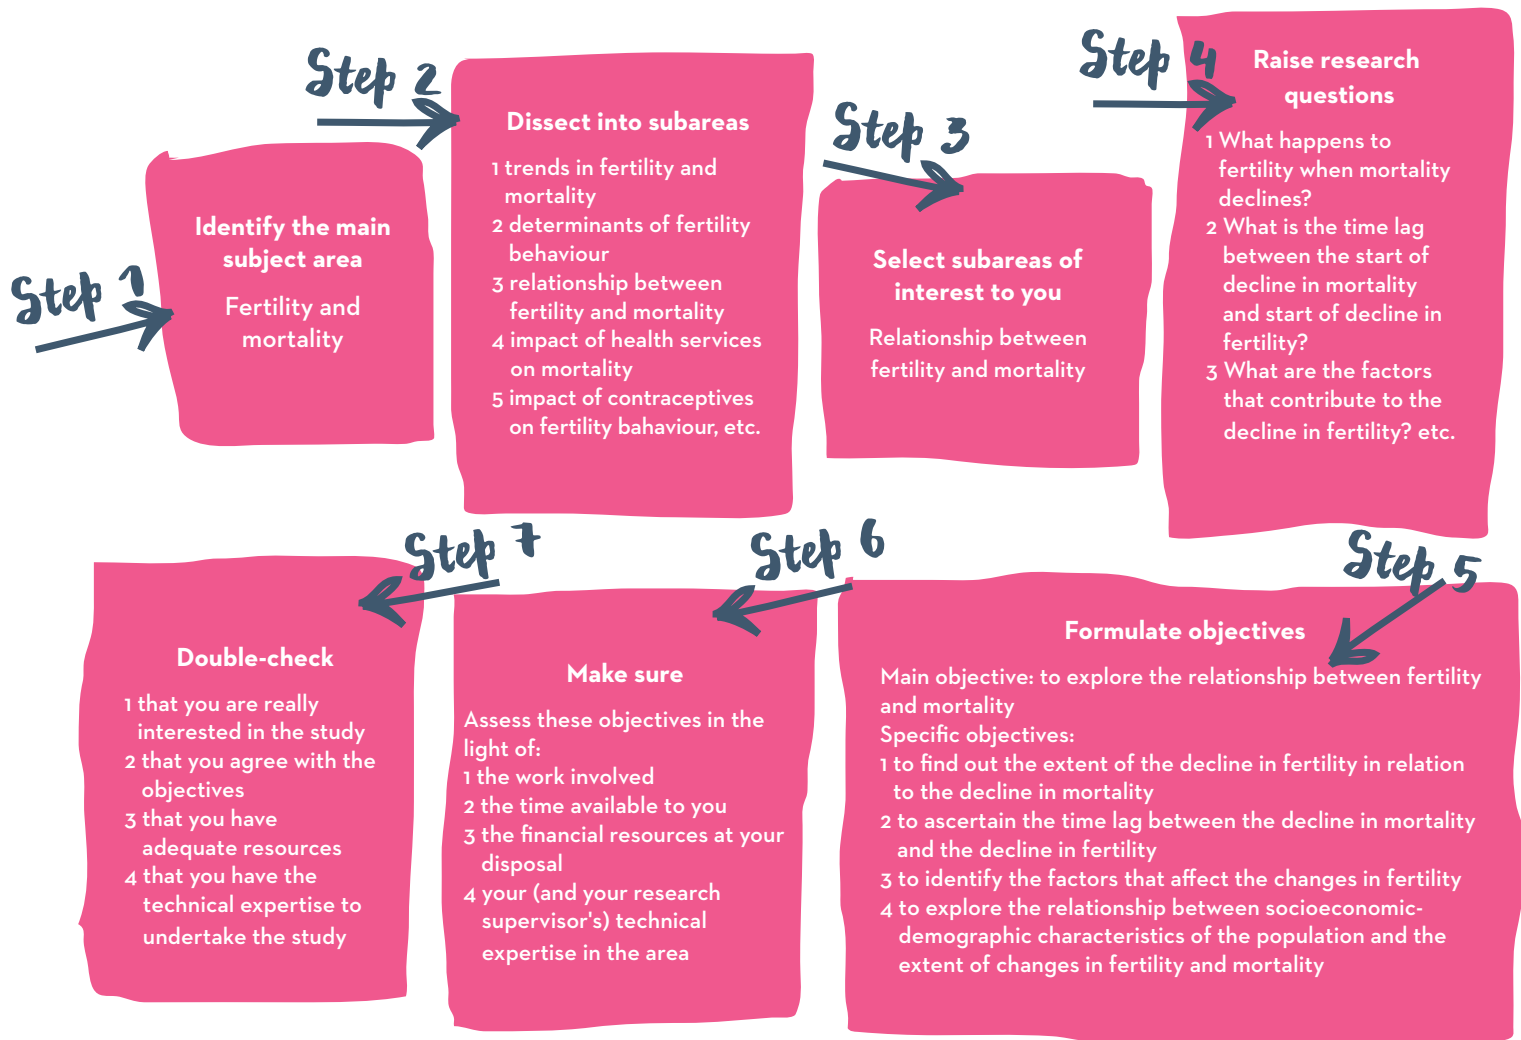 Step 1
Identify the main
subject area
Fertility and
mortality
Step 2
Dissect into subareas
1 trends in fertility and
mortality
2 determinants of fertility
behaviour
3 relationship between
fertility and mortality
4 impact of health services
on mortality
5 impact of contraceptives
on fertility bahaviour, etc.
Step 3
Select subareas of
interest to you
Relationship between
fertility and mortality
Step 4
Raise research
questions
1 What happens to
fertility when mortality
declines?
2 What is the time lag
between the start of
decline in mortality
and start of decline in
fertility?
3 What are the factors
that contribute to the
decline in fertility? etc.
Step 5
Formulate objectives
Main objective: to explore the relationship between fertility
and mortality
Specific objectives:
1 to find out the extent of the decline in fertility in relation
to the decline in mortality
2 to ascertain the time lag between the decline in mortality
and the decline in fertility
3 to identify the factors that affect the changes in fertility
4 to explore the relationship between socioeconomic-
demographic characteristics of the population and the
extent of changes in fertility and mortality
Step 6
Make sure
Assess these objectives in the
light of:
1 the work involved
2 the time available to you
3 the financial resources at your
disposal
4 your (and your research
supervisor's) technical
expertise in the area
Step 7
Double-check
1 that you are really
interested in the study
2 that you agree with the
objectives
3 that you have
adequate resources
4 that you have the
technical expertise to
undertake the study